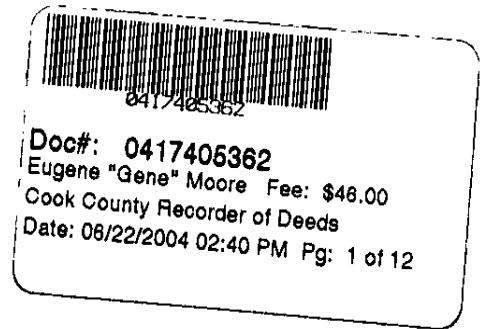 0417405362
Doc#: 0417405362
Eugene "Gene" Moore Fee: $46.00
Cook County Recorder of Deeds
Date: 06/22/2004 02:40 PM Pg: 1 of 12